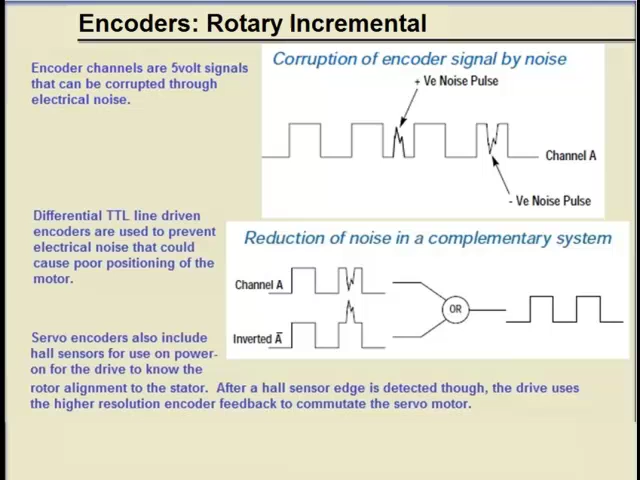 Encoders: Rotary Incremental
Encoder channels are 5volt signals
that can be corrupted through
electrical noise.
Corruption of encoder signal by noise
+ Ve Noise Pulse
Channel A
- Ve Noise Pulse
Differential TTL line driven
encoders are used to prevent
electrical noise that could
cause poor positioning of the
motor.
Reduction of noise in a complementary system
Channel A
OR
Inverted A̅
Servo encoders also include
hall sensors for use on power-
on for the drive to know the
rotor alignment to the stator.  After a hall sensor edge is detected though, the drive uses
the higher resolution encoder feedback to commutate the servo motor.